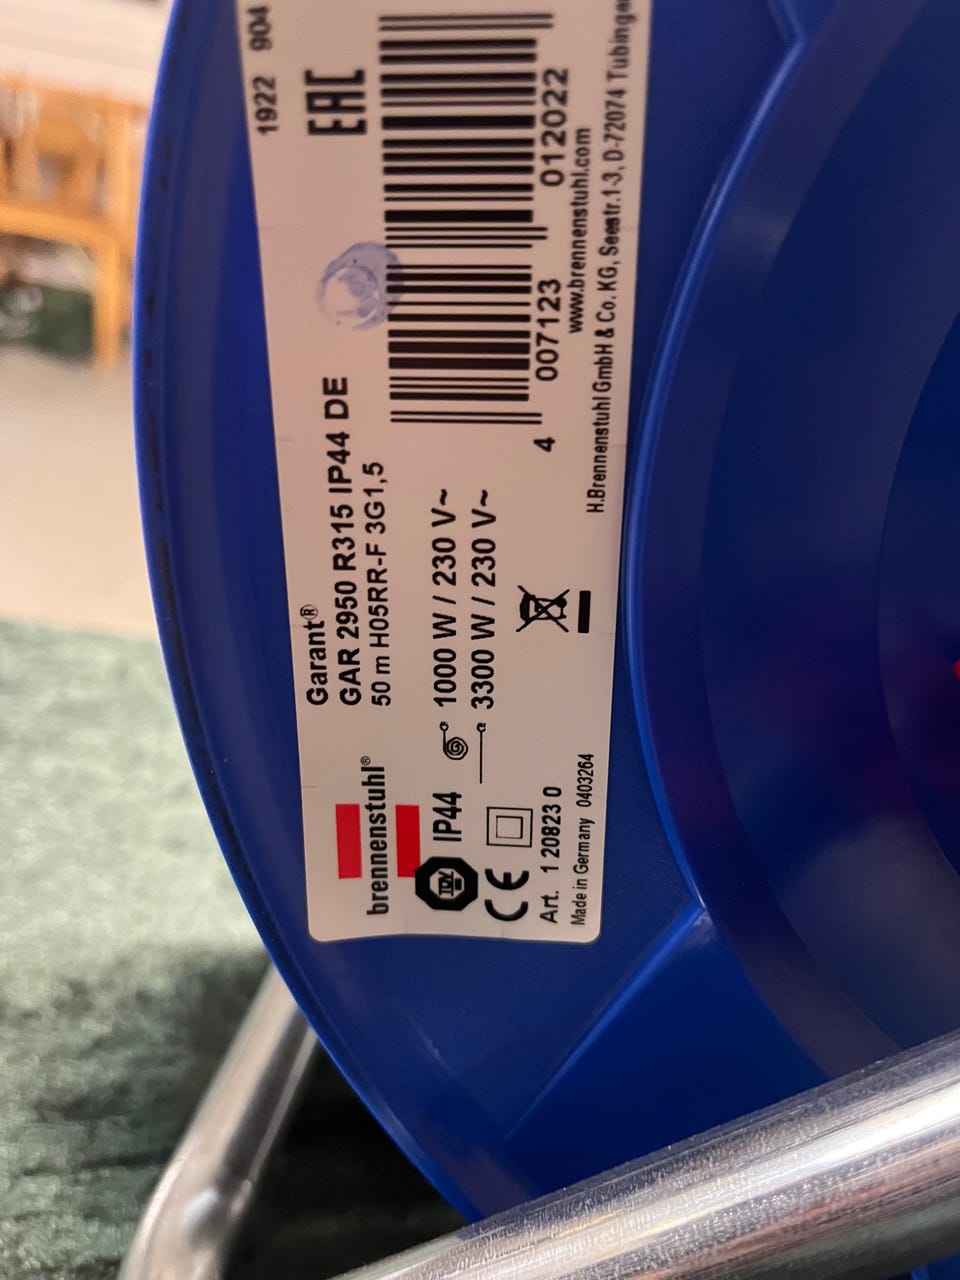 brennenstuhl®
Garant®
GAR 2950 R315 IP44 DE
50 m H05RR-F 3G1,5
IP44
1000 W / 230 V~
3300 W / 230 V~
CE
Art. 1 20823 0
Made in Germany 0403264
1922 904
EAC
4 007123 012022
www.brennenstuhl.com
H.Brennenstuhl GmbH & Co. KG, Seestr.1-3, D-72074 Tübingen